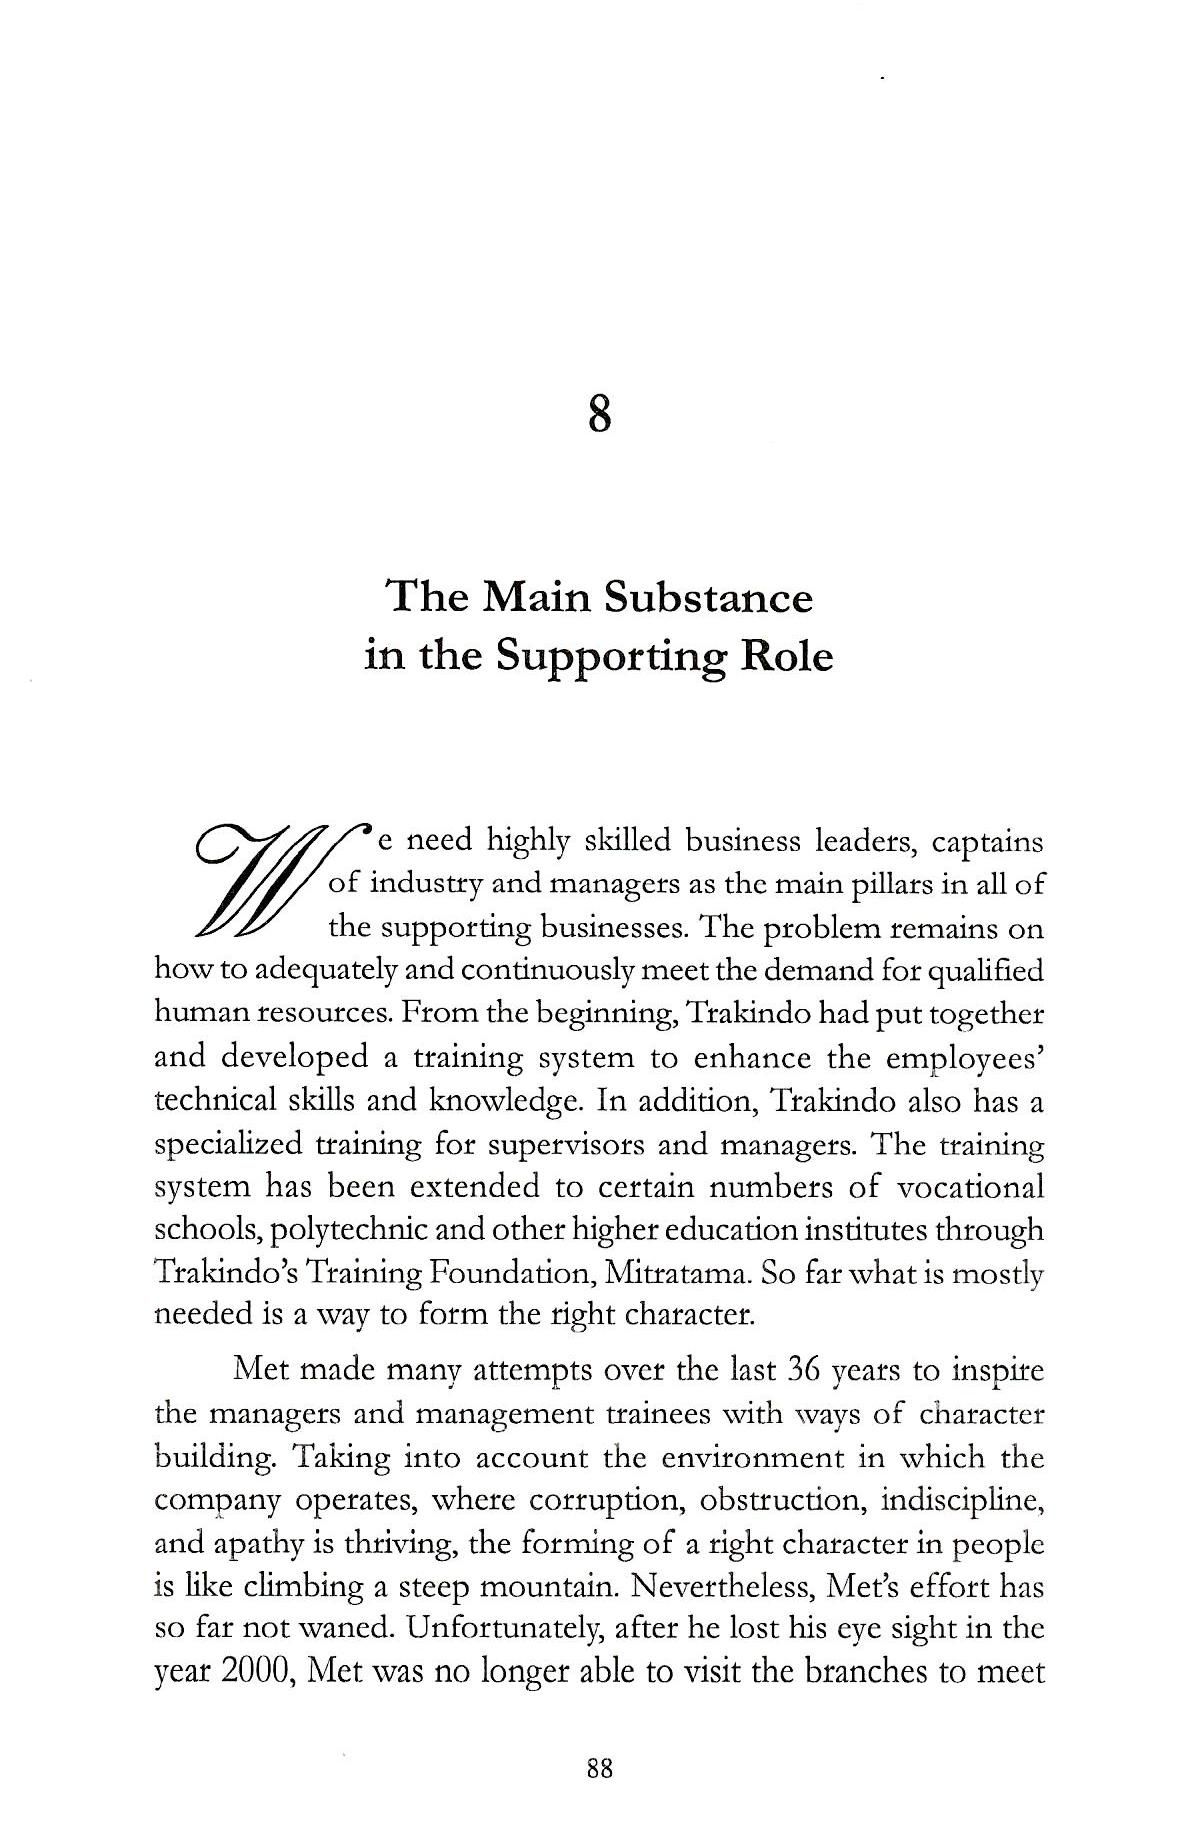 8
The Main Substance
in the Supporting Role
We need highly skilled business leaders, captains
of industry and managers as the main pillars in all of
the supporting businesses. The problem remains on
how to adequately and continuously meet the demand for qualified
human resources. From the beginning, Trakindo had put together
and developed a training system to enhance the employees’
technical skills and knowledge. In addition, Trakindo also has a
specialized training for supervisors and managers. The training
system has been extended to certain numbers of vocational
schools, polytechnic and other higher education institutes through
Trakindo’s Training Foundation, Mitratama. So far what is mostly
needed is a way to form the right character.
Met made many attempts over the last 36 years to inspire
the managers and management trainees with ways of character
building. Taking into account the environment in which the
company operates, where corruption, obstruction, indiscipline,
and apathy is thriving, the forming of a right character in people
is like climbing a steep mountain. Nevertheless, Met’s effort has
so far not waned. Unfortunately, after he lost his eye sight in the
year 2000, Met was no longer able to visit the branches to meet
88